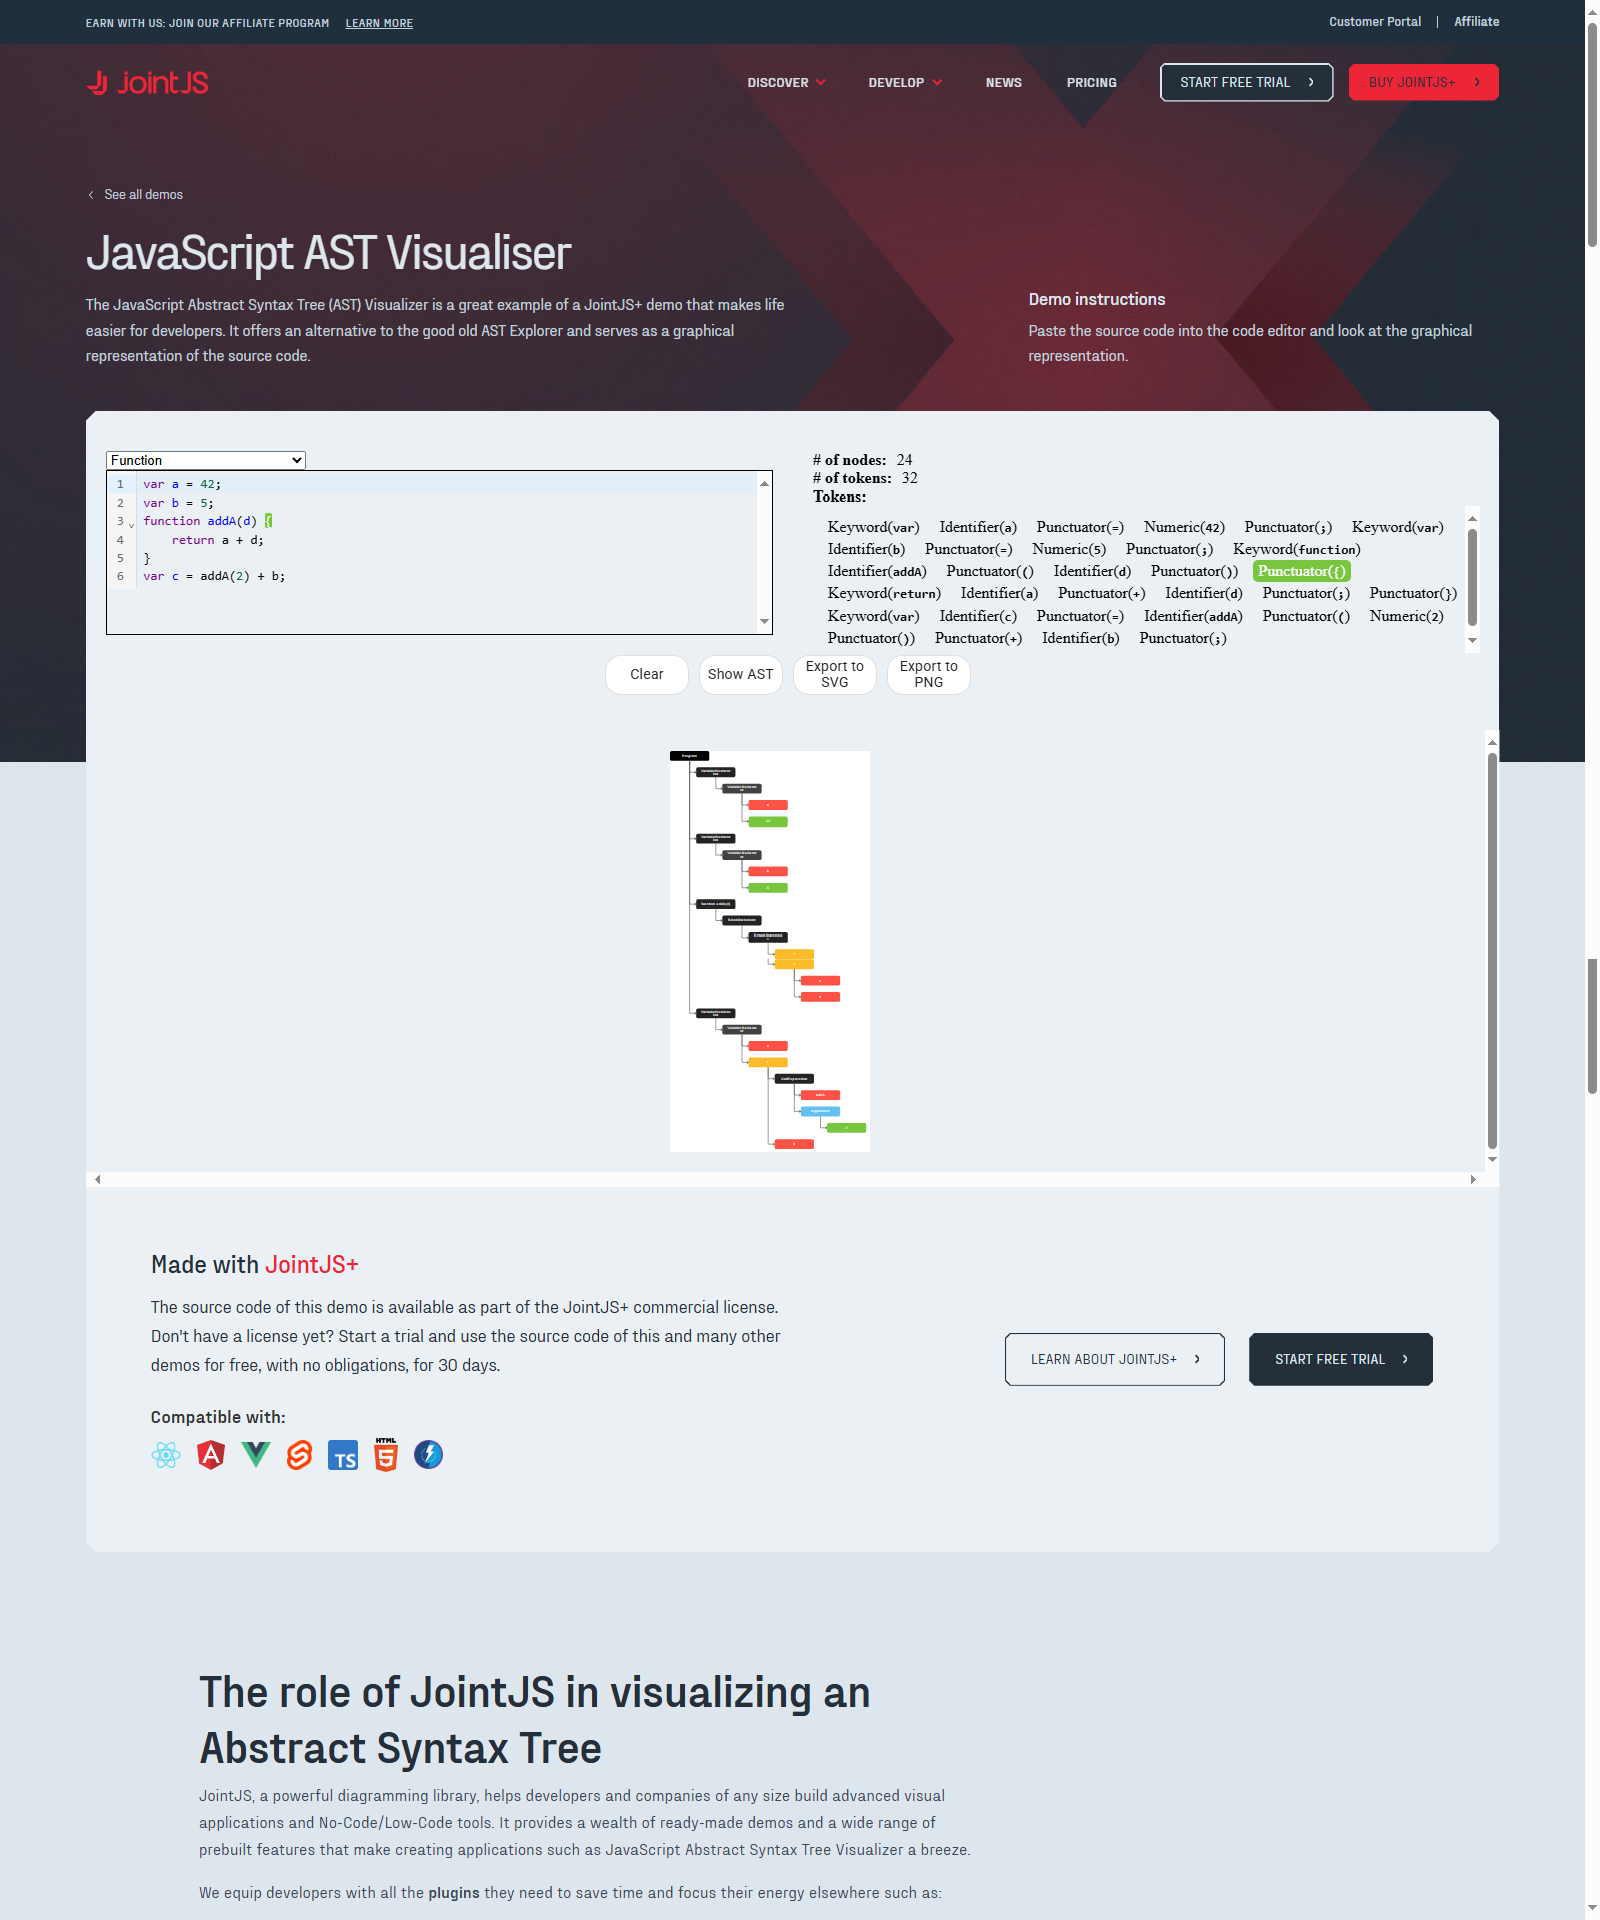 EARN WITH US: JOIN OUR AFFILIATE PROGRAM LEARN MORE
Customer Portal | Affiliate
JointJS
DISCOVER DEVELOP NEWS PRICING START FREE TRIAL BUY JOINTJS+
See all demos
JavaScript AST Visualiser
The JavaScript Abstract Syntax Tree (AST) Visualizer is a great example of a JointJS+ demo that makes life
easier for developers. It offers an alternative to the good old AST Explorer and serves as a graphical
representation of the source code.
Demo instructions
Paste the source code into the code editor and look at the graphical
representation.
Function
1 var a = 42;
2 var b = 5;
3 function addA(d) {
4     return a + d;
5 }
6 var c = addA(2) + b;
# of nodes: 24
# of tokens: 32
Tokens:
Keyword(var) Identifier(a) Punctuator(=) Numeric(42) Punctuator(;) Keyword(var)
Identifier(b) Punctuator(=) Numeric(5) Punctuator(;) Keyword(function)
Identifier(addA) Punctuator(() Identifier(d) Punctuator()) Punctuator({)
Keyword(return) Identifier(a) Punctuator(+) Identifier(d) Punctuator(;) Punctuator(})
Keyword(var) Identifier(c) Punctuator(=) Identifier(addA) Punctuator(() Numeric(2)
Punctuator()) Punctuator(+) Identifier(b) Punctuator(;)
Clear
Show AST
Export to
SVG
Export to
PNG
Program
Made with JointJS+
The source code of this demo is available as part of the JointJS+ commercial license.
Don't have a license yet? Start a trial and use the source code of this and many other
demos for free, with no obligations, for 30 days.
LEARN ABOUT JOINTJS+
START FREE TRIAL
Compatible with:
TS
HTML
The role of JointJS in visualizing an
Abstract Syntax Tree
JointJS, a powerful diagramming library, helps developers and companies of any size build advanced visual
applications and No-Code/Low-Code tools. It provides a wealth of ready-made demos and a wide range of
prebuilt features that make creating applications such as JavaScript Abstract Syntax Tree Visualizer a breeze.
We equip developers with all the plugins they need to save time and focus their energy elsewhere such as: